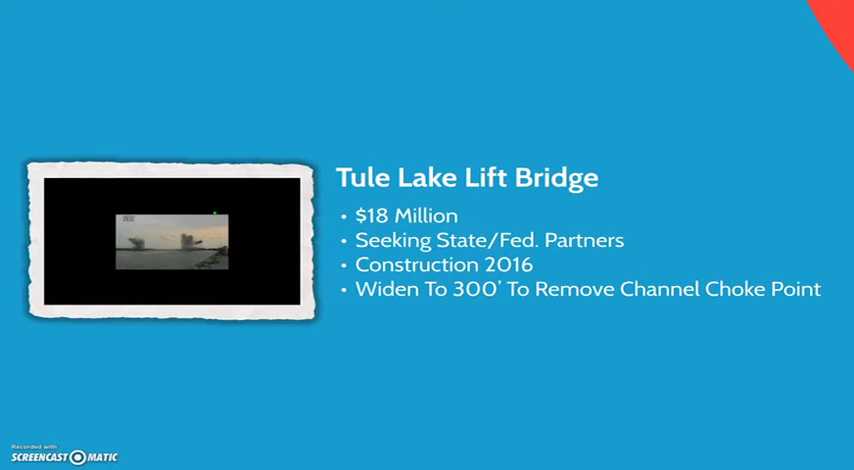 Tule Lake Lift Bridge
• $18 Million
• Seeking State/Fed. Partners
• Construction 2016
• Widen To 300' To Remove Channel Choke Point
Recorded with
SCREENCAST-O-MATIC